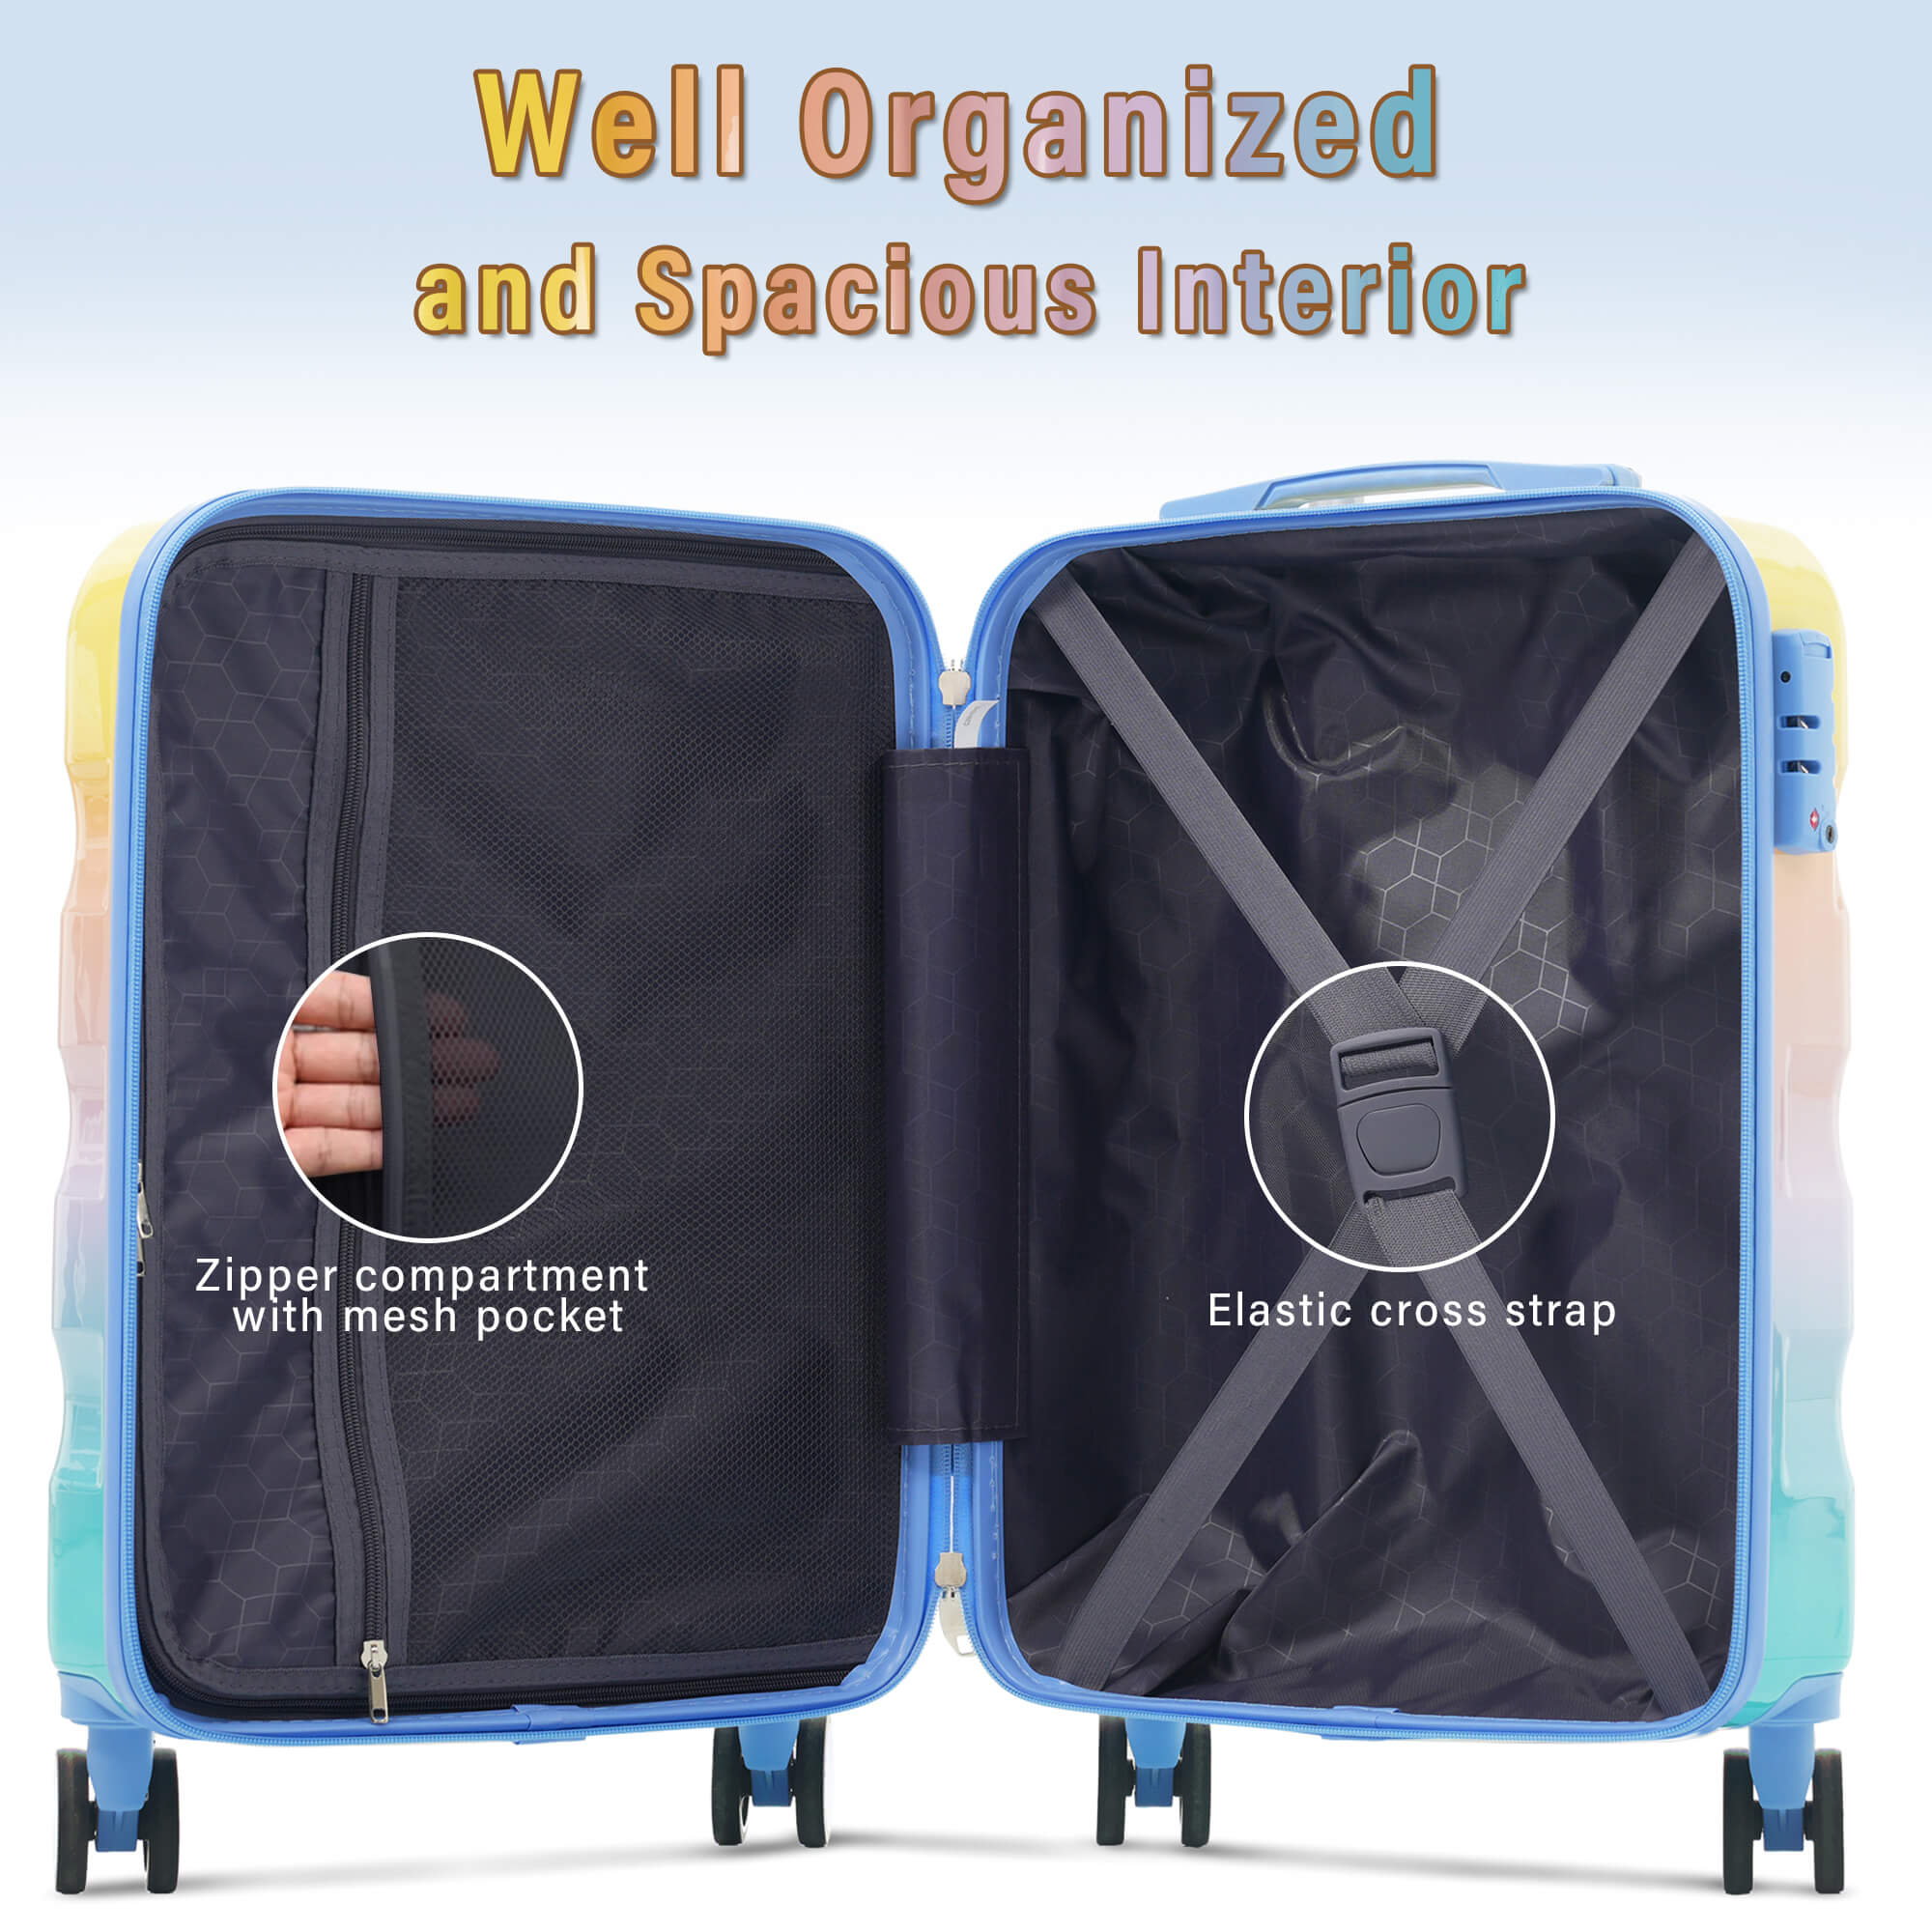 Well Organized
and Spacious Interior
Zipper compartment
with mesh pocket
Elastic cross strap